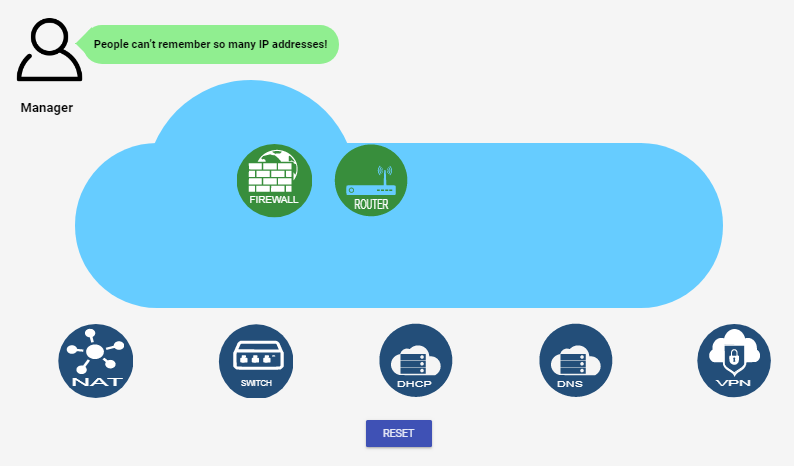 People can't remember so many IP addresses!
Manager
FIREWALL
ROUTER
NAT
SWITCH
DHCP
DNS
VPN
RESET